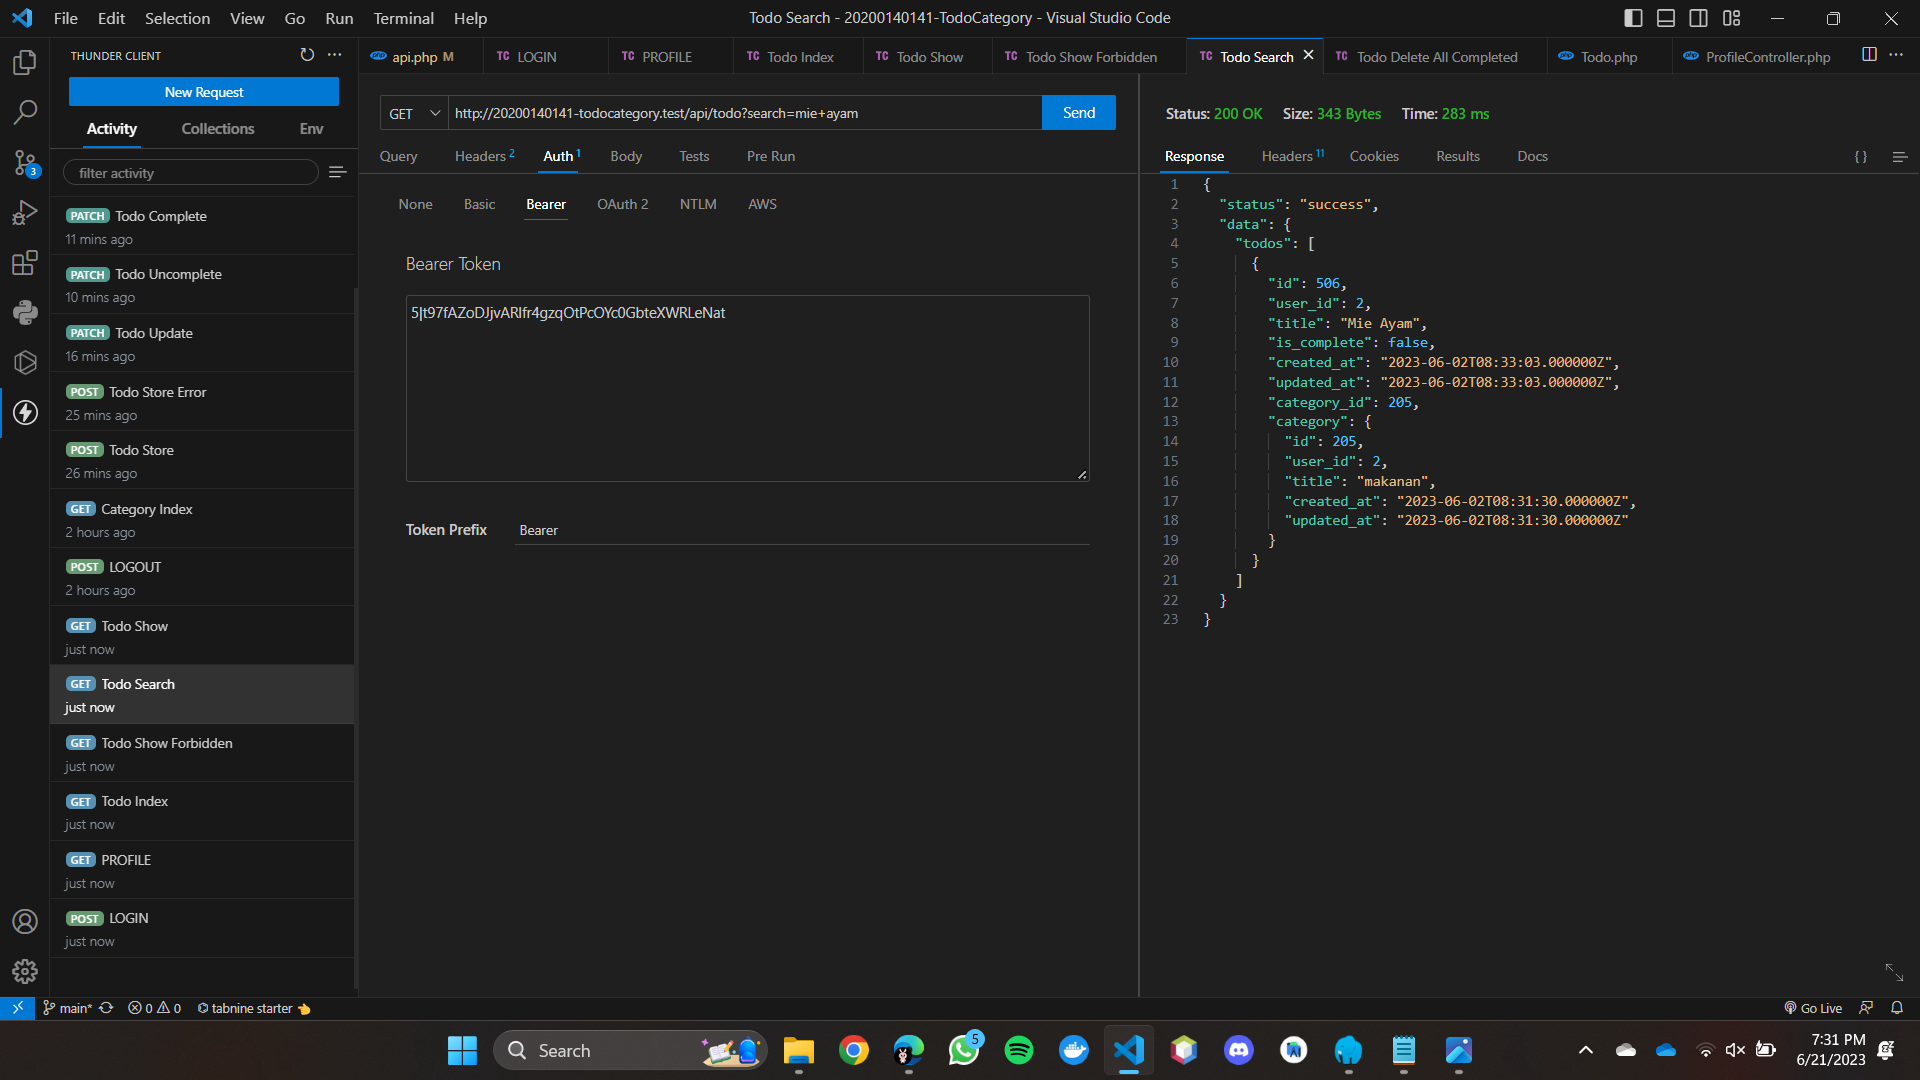 File Edit Selection View Go Run Terminal Help
Todo Search - 20200140141-TodoCategory - Visual Studio Code
THUNDER CLIENT
New Request
Activity Collections Env
filter activity
PATCH Todo Complete
11 mins ago
PATCH Todo Uncomplete
10 mins ago
PATCH Todo Update
16 mins ago
POST Todo Store Error
25 mins ago
POST Todo Store
26 mins ago
GET Category Index
2 hours ago
POST LOGOUT
2 hours ago
GET Todo Show
just now
GET Todo Search
just now
GET Todo Show Forbidden
just now
GET Todo Index
just now
GET PROFILE
just now
POST LOGIN
just now
3
php api.php M
TC LOGIN
TC PROFILE
TC Todo Index
TC Todo Show
TC Todo Show Forbidden
TC Todo Search
TC Todo Delete All Completed
php Todo.php
php ProfileController.php
GET http://20200140141-todocategory.test/api/todo?search=mie+ayam Send
Query Headers 2 Auth 1 Body Tests Pre Run
None Basic Bearer OAuth 2 NTLM AWS
Bearer Token
5|t97fAZoDJjvARIfr4gzqOtPcOYc0GbteXWRLeNat
Token Prefix Bearer
Status: 200 OK Size: 343 Bytes Time: 283 ms
Response Headers 11 Cookies Results Docs { }
1 {
2 "status": "success",
3 "data": {
4 "todos": [
5 {
6 "id": 506,
7 "user_id": 2,
8 "title": "Mie Ayam",
9 "is_complete": false,
10 "created_at": "2023-06-02T08:33:03.000000Z",
11 "updated_at": "2023-06-02T08:33:03.000000Z",
12 "category_id": 205,
13 "category": {
14 "id": 205,
15 "user_id": 2,
16 "title": "makanan",
17 "created_at": "2023-06-02T08:31:30.000000Z",
18 "updated_at": "2023-06-02T08:31:30.000000Z"
19 }
20 }
21 ]
22 }
23 }
main* 0 0 tabnine starter
Go Live
Search
5
7:31 PM
6/21/2023